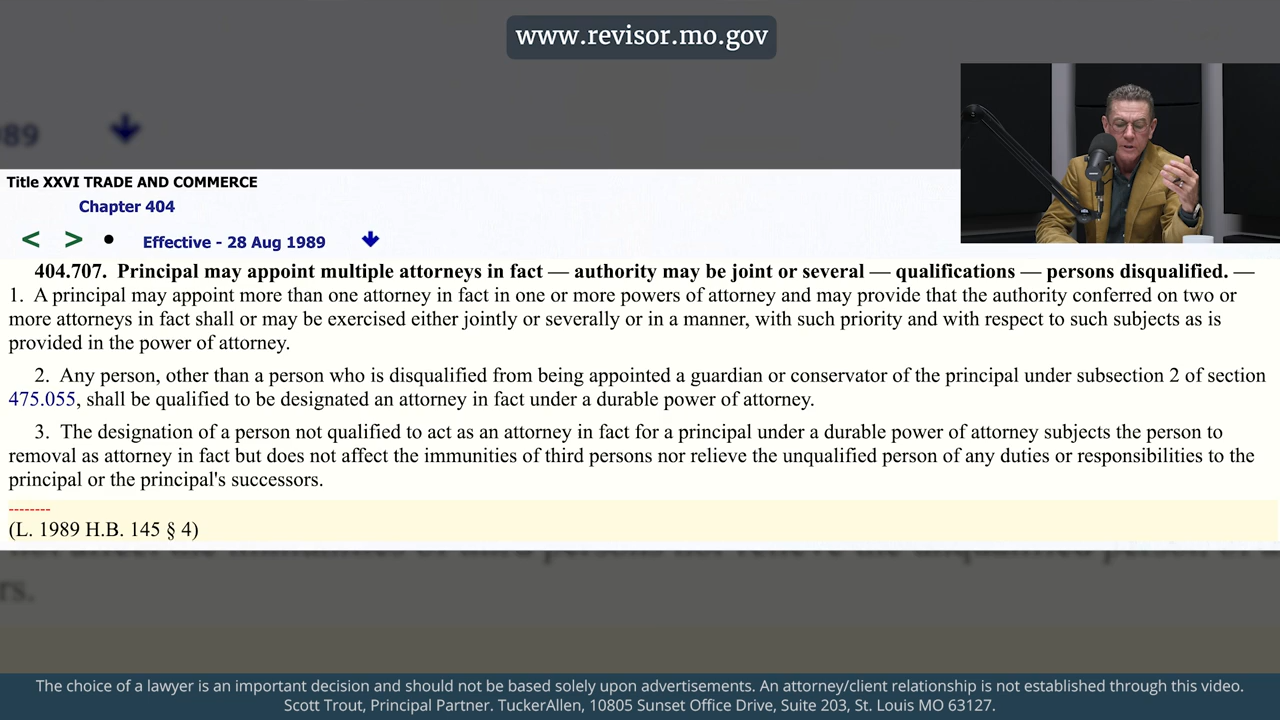 www.revisor.mo.gov
89
Title XXVI TRADE AND COMMERCE
Chapter 404
< > • Effective - 28 Aug 1989
404.707. Principal may appoint multiple attorneys in fact — authority may be joint or several — qualifications — persons disqualified. —
1. A principal may appoint more than one attorney in fact in one or more powers of attorney and may provide that the authority conferred on two or
more attorneys in fact shall or may be exercised either jointly or severally or in a manner, with such priority and with respect to such subjects as is
provided in the power of attorney.
2. Any person, other than a person who is disqualified from being appointed a guardian or conservator of the principal under subsection 2 of section
475.055, shall be qualified to be designated an attorney in fact under a durable power of attorney.
3. The designation of a person not qualified to act as an attorney in fact for a principal under a durable power of attorney subjects the person to
removal as attorney in fact but does not affect the immunities of third persons nor relieve the unqualified person of any duties or responsibilities to the
principal or the principal's successors.
--------
(L. 1989 H.B. 145 § 4)
rs.
The choice of a lawyer is an important decision and should not be based solely upon advertisements. An attorney/client relationship is not established through this video.
Scott Trout, Principal Partner. TuckerAllen, 10805 Sunset Office Drive, Suite 203, St. Louis MO 63127.